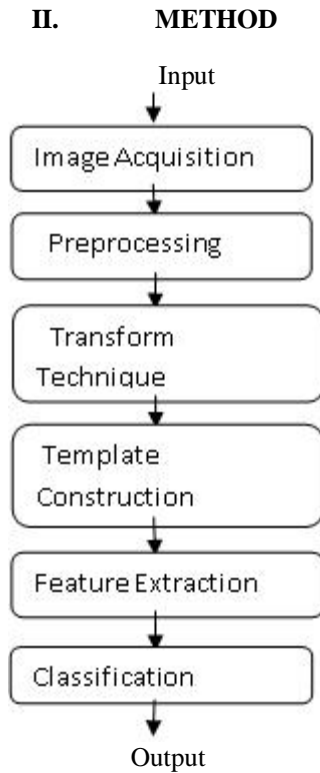 II. METHOD
Input
Image Acquisition
Preprocessing
Transform
Technique
Template
Construction
Feature Extraction
Classification
Output